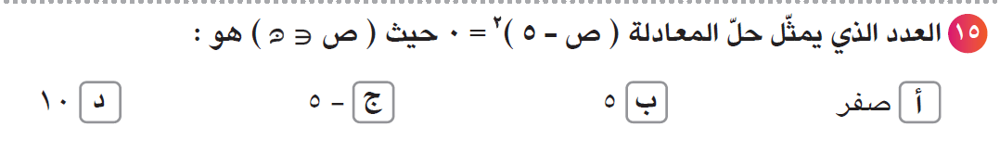 ١٥ العدد الذي يمثّل حلّ المعادلة ( ص – ٥ )٢ = ٠ حيث ( ص ∋ ن ) هو :
أ صفر ب ٥ ج – ٥ د ١٠